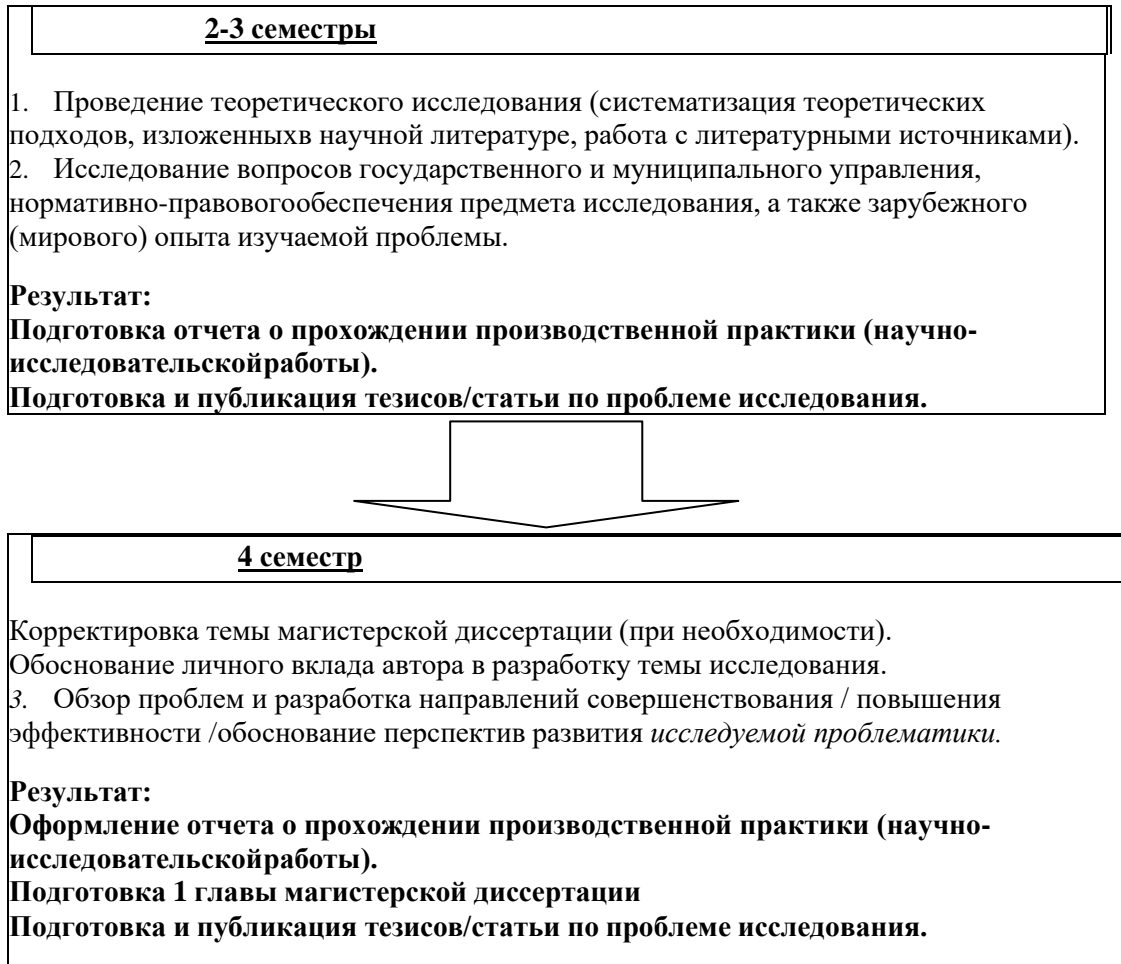 2-3 семестры
1. Проведение теоретического исследования (систематизация теоретических
подходов, изложенныхв научной литературе, работа с литературными источниками).
2. Исследование вопросов государственного и муниципального управления,
нормативно-правовогообеспечения предмета исследования, а также зарубежного
(мирового) опыта изучаемой проблемы.
Результат:
Подготовка отчета о прохождении производственной практики (научно-
исследовательскойработы).
Подготовка и публикация тезисов/статьи по проблеме исследования.
4 семестр
Корректировка темы магистерской диссертации (при необходимости).
Обоснование личного вклада автора в разработку темы исследования.
3. Обзор проблем и разработка направлений совершенствования / повышения
эффективности /обоснование перспектив развития исследуемой проблематики.
Результат:
Оформление отчета о прохождении производственной практики (научно-
исследовательскойработы).
Подготовка 1 главы магистерской диссертации
Подготовка и публикация тезисов/статьи по проблеме исследования.